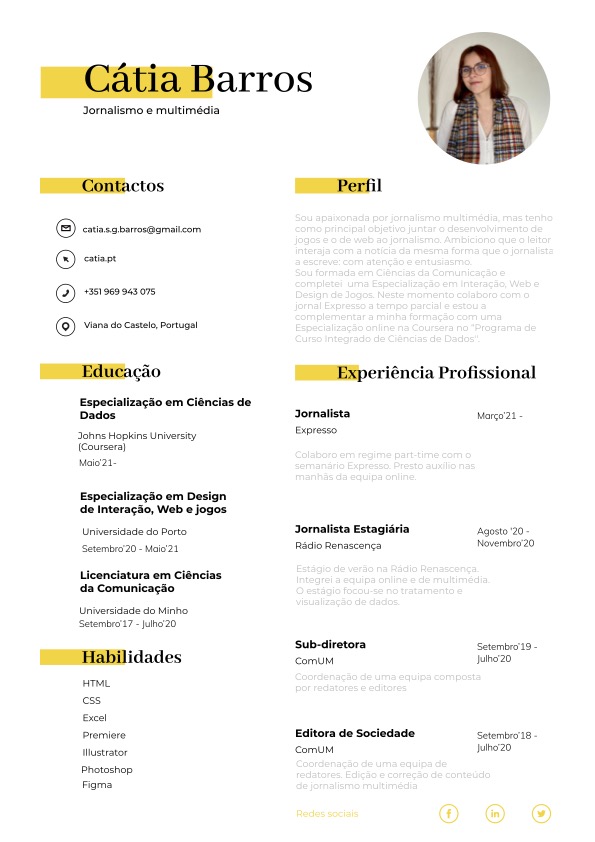 Cátia Barros
Jornalismo e multimédia
Contactos
catia.s.g.barros@gmail.com
catia.pt
+351 969 943 075
Viana do Castelo, Portugal
Educação
Especialização em Ciências de
Dados
Johns Hopkins University
(Coursera)
Maio'21-
Especialização em Design
de Interação, Web e jogos
Universidade do Porto
Setembro'20 - Maio'21
Licenciatura em Ciências
da Comunicação
Universidade do Minho
Setembro'17 - Julho'20
Habilidades
HTML
CSS
Excel
Premiere
Illustrator
Photoshop
Figma
Perfil
Sou apaixonada por jornalismo multimédia, mas tenho
como principal objetivo juntar o desenvolvimento de
jogos e o de web ao jornalismo. Ambiciono que o leitor
interaja com a notícia da mesma forma que o jornalista
a escreve: com atenção e entusiasmo.
Sou formada em Ciências da Comunicação e
completei uma Especialização em Interação, Web e
Design de Jogos. Neste momento colaboro com o
jornal Expresso a tempo parcial e estou a
complementar a minha formação com uma
Especialização online na Coursera no "Programa de
Curso Integrado de Ciências de Dados".
Experiência Profissional
Jornalista
Março'21 -
Expresso
Colaboro em regime part-time com o
semanário Expresso. Presto auxílio nas
manhãs da equipa online.
Jornalista Estagiária
Agosto '20 -
Novembro'20
Rádio Renascença
Estágio de verão na Rádio Renascença.
Integrei a equipa online e de multimédia.
O estágio focou-se no tratamento e
visualização de dados.
Sub-diretora
Setembro'19 -
Julho'20
ComUM
Coordenação de uma equipa composta
por redatores e editores
Editora de Sociedade
Setembro'18 -
Julho'20
ComUM
Coordenação de uma equipa de
redatores. Edição e correção de conteúdo
de jornalismo multimédia
Redes sociais